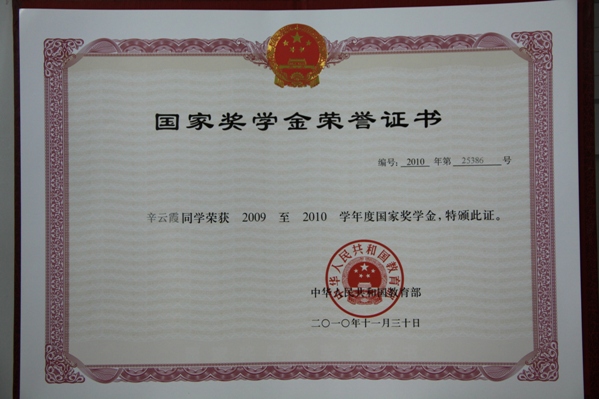 国家奖学金荣誉证书
编号: 2010 年第 25386 号
辛云霞同学荣获 2009 至 2010 学年度国家奖学金,特颁此证。
中华人民共和国教育部
中华人民共和国教育部
二〇一〇年十一月三十日